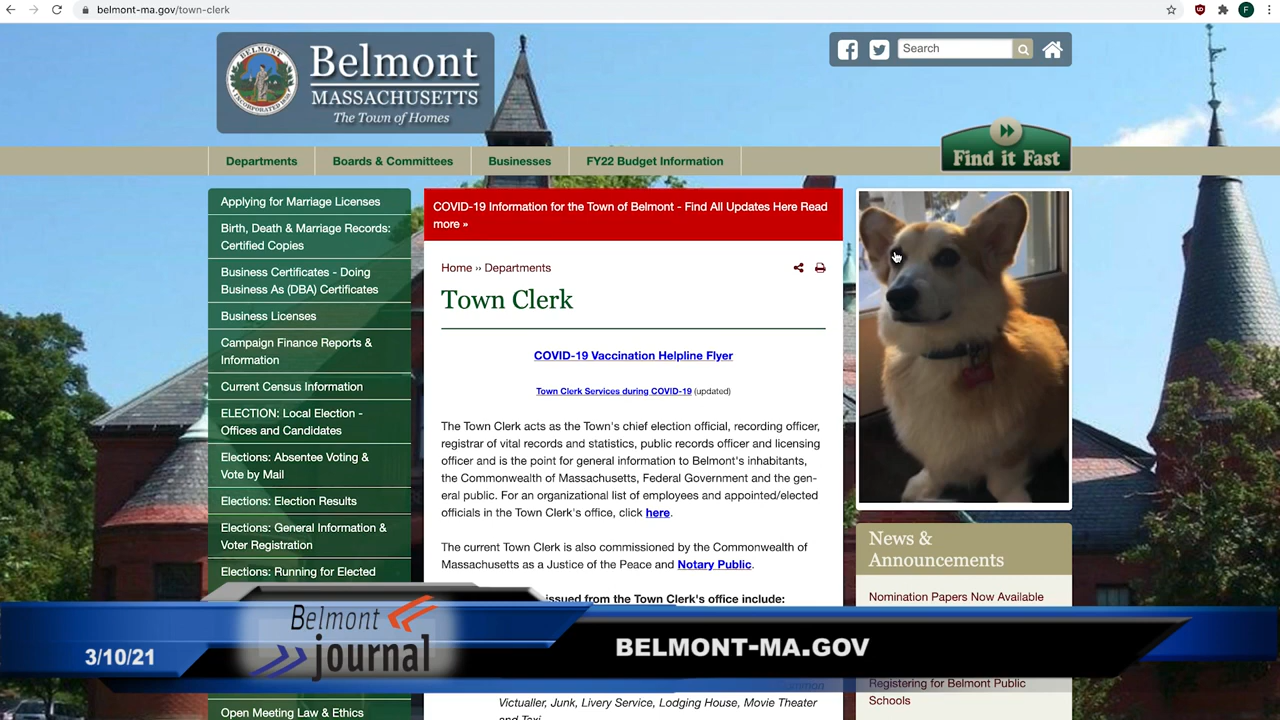 belmont-ma.gov/town-clerk
Belmont
MASSACHUSETTS
The Town of Homes
Search
Find it Fast
Departments
Boards & Committees
Businesses
FY22 Budget Information
Applying for Marriage Licenses
Birth, Death & Marriage Records:
Certified Copies
Business Certificates - Doing
Business As (DBA) Certificates
Business Licenses
Campaign Finance Reports &
Information
Current Census Information
ELECTION: Local Election -
Offices and Candidates
Elections: Absentee Voting &
Vote by Mail
Elections: Election Results
Elections: General Information &
Voter Registration
Elections: Running for Elected
Open Meeting Law & Ethics
COVID-19 Information for the Town of Belmont - Find All Updates Here Read
more »
Home ›› Departments
Town Clerk
COVID-19 Vaccination Helpline Flyer
Town Clerk Services during COVID-19 (updated)
The Town Clerk acts as the Town's chief election official, recording officer,
registrar of vital records and statistics, public records officer and licensing
officer and is the point for general information to Belmont's inhabitants,
the Commonwealth of Massachusetts, Federal Government and the gen-
eral public. For an organizational list of employees and appointed/elected
officials in the Town Clerk's office, click here.
The current Town Clerk is also commissioned by the Commonwealth of
Massachusetts as a Justice of the Peace and Notary Public.
issued from the Town Clerk's office include:
Victualler, Junk, Livery Service, Lodging House, Movie Theater
and Taxi
News &
Announcements
Nomination Papers Now Available
Registering for Belmont Public
Schools
3/10/21
Belmont
journal
BELMONT-MA.GOV